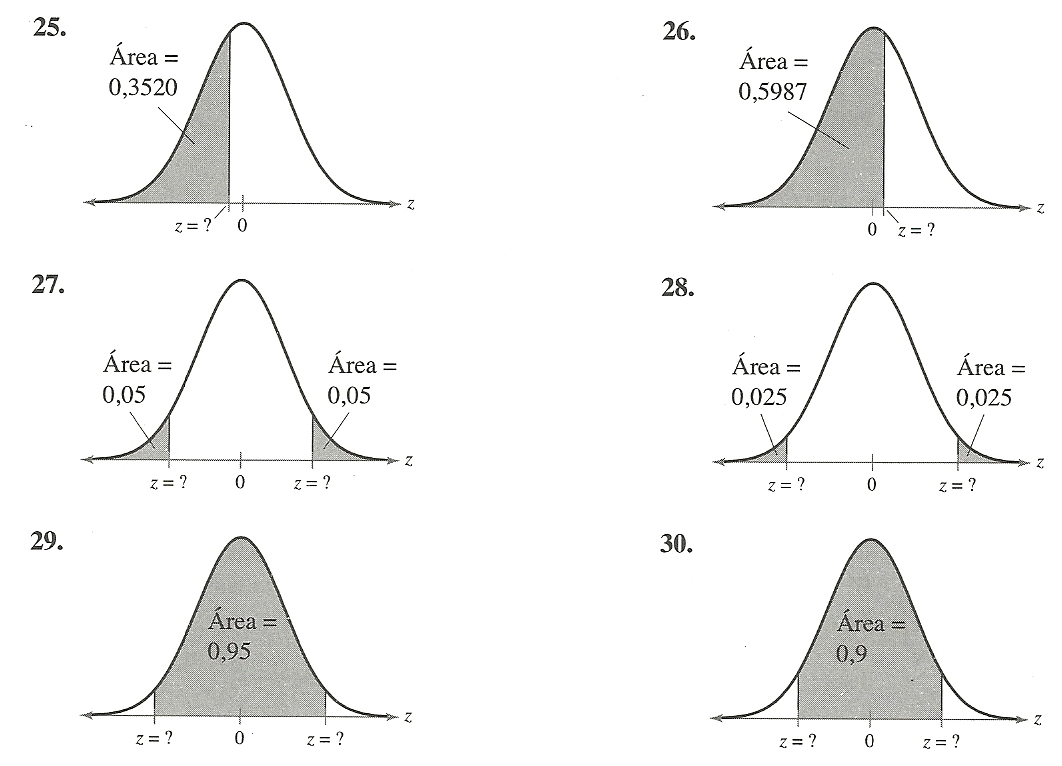 25.
Área =
0,3520
z
z = ?
0
26.
Área =
0,5987
z
0
z = ?
27.
Área =
0,05
Área =
0,05
z
z = ?
0
z = ?
28.
Área =
0,025
Área =
0,025
z
z = ?
0
z = ?
29.
Área =
0,95
z
z = ?
0
z = ?
30.
Área =
0,9
z
z = ?
0
z = ?